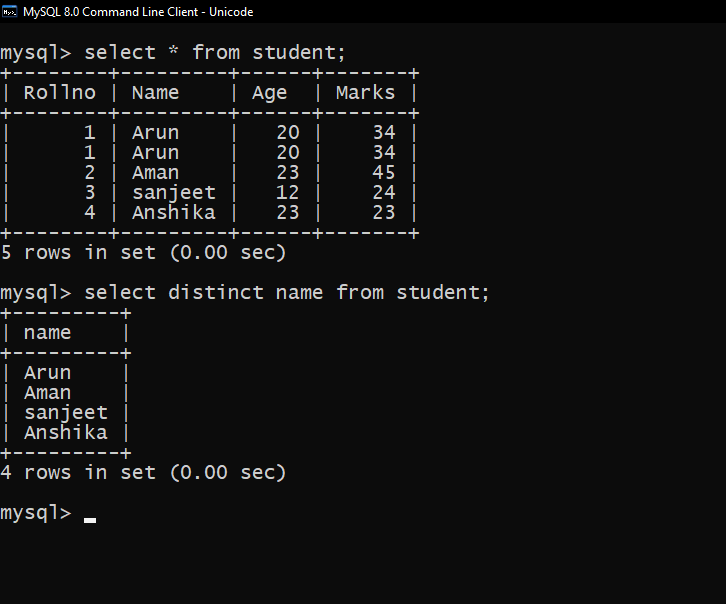 MySQL 8.0 Command Line Client - Unicode
mysql> select * from student;
+--------+----------+------+-------+
| Rollno | Name     | Age  | Marks |
+--------+----------+------+-------+
|      1 | Arun     |   20 |    34 |
|      1 | Arun     |   20 |    34 |
|      2 | Aman     |   23 |    45 |
|      3 | sanjeet  |   12 |    24 |
|      4 | Anshika  |   23 |    23 |
+--------+----------+------+-------+
5 rows in set (0.00 sec)
mysql> select distinct name from student;
+---------+
| name    |
+---------+
| Arun    |
| Aman    |
| sanjeet |
| Anshika |
+---------+
4 rows in set (0.00 sec)
mysql>